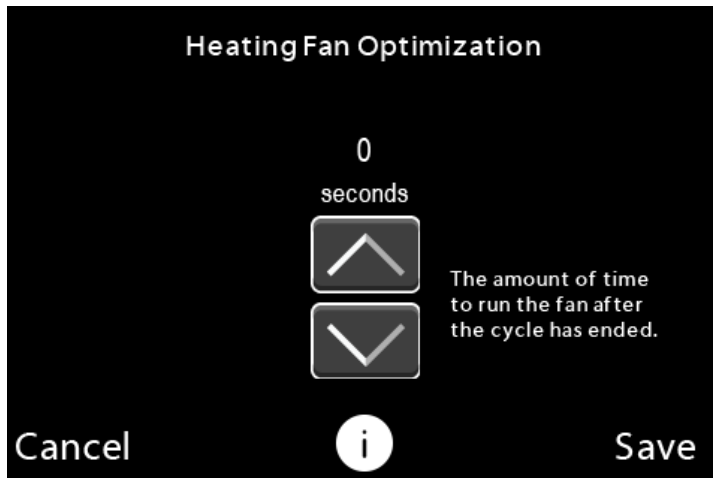 Heating Fan Optimization
0
seconds
The amount of time
to run the fan after
the cycle has ended.
Cancel
i
Save